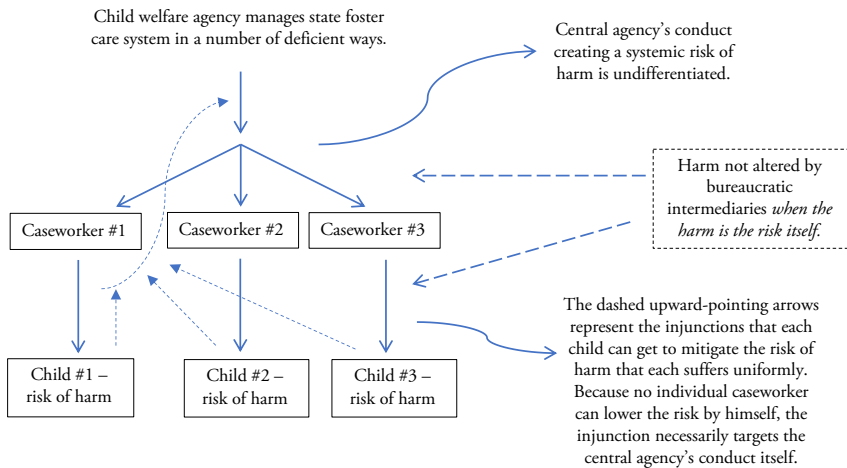 Child welfare agency manages state foster
care system in a number of deficient ways.
Central agency’s conduct
creating a systemic risk of
harm is undifferentiated.
Harm not altered by
bureaucratic
intermediaries when the
harm is the risk itself.
Caseworker #1
Caseworker #2
Caseworker #3
The dashed upward-pointing arrows
represent the injunctions that each
child can get to mitigate the risk of
harm that each suffers uniformly.
Because no individual caseworker
can lower the risk by himself, the
injunction necessarily targets the
central agency’s conduct itself.
Child #1 –
risk of harm
Child #2 –
risk of harm
Child #3 –
risk of harm